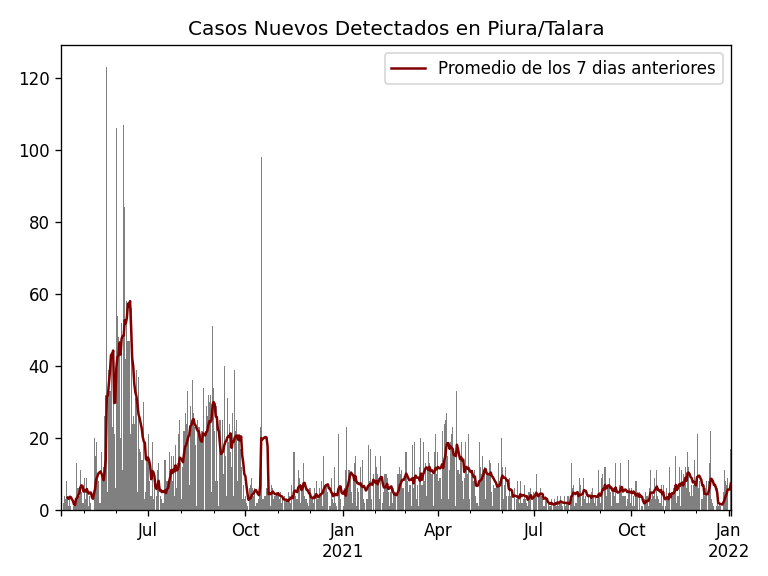 Casos Nuevos Detectados en Piura/Talara
Promedio de los 7 dias anteriores
120
100
80
60
40
20
0
Jul Oct Jan Apr Jul Oct Jan
2021 2022